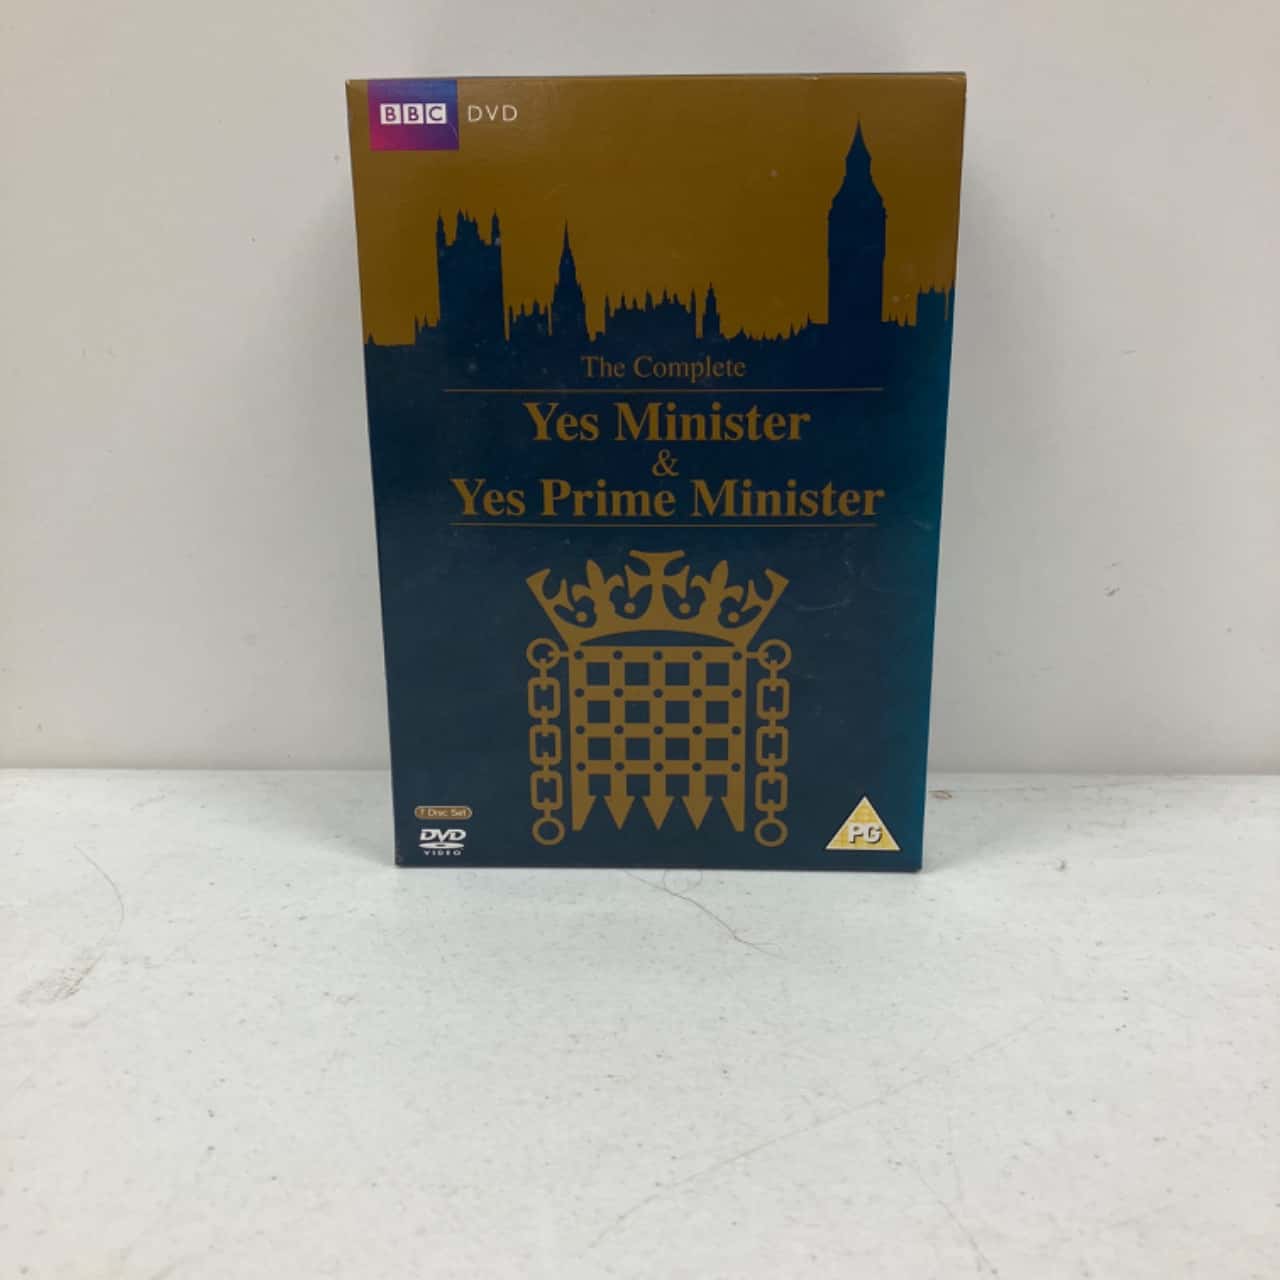 BBC DVD
The Complete
Yes Minister
&
Yes Prime Minister
7 Disc Set
DVD
VIDEO
PG